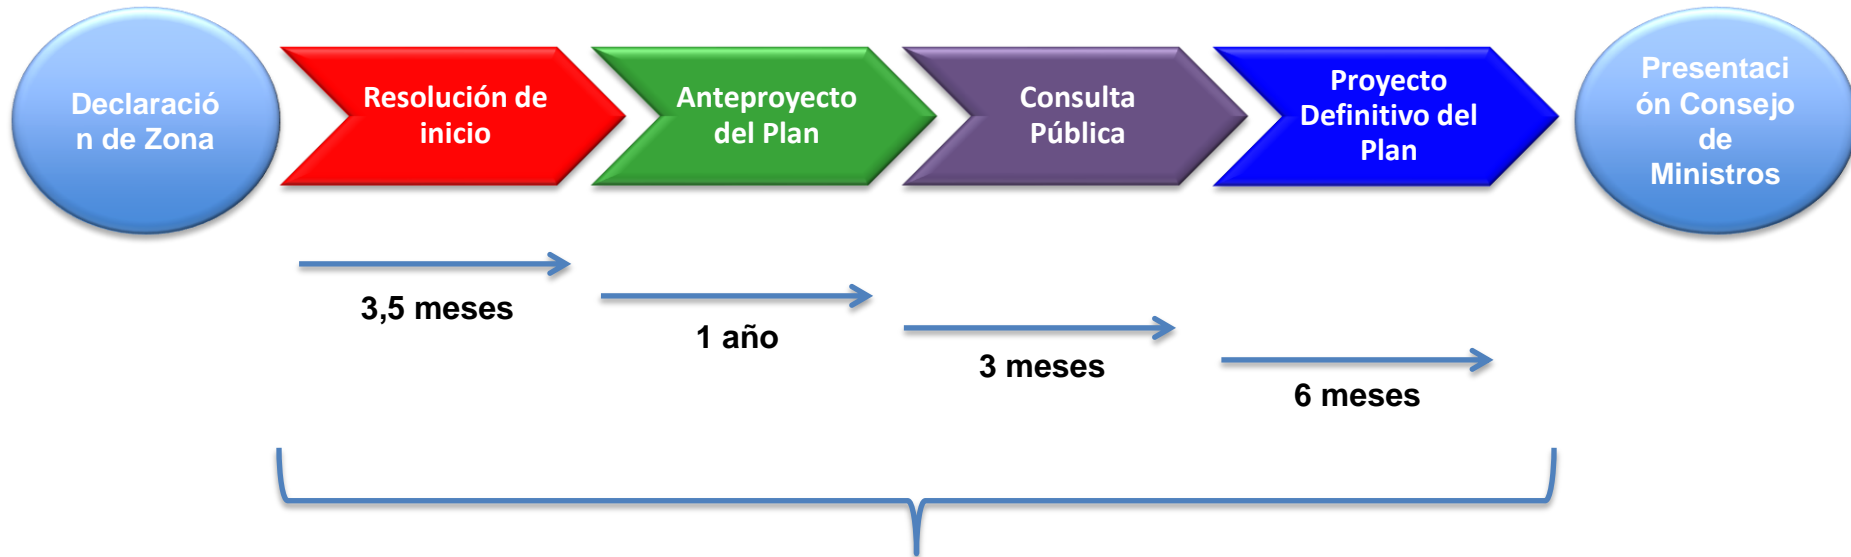 Declaració
n de Zona
Resolución de
inicio
Anteproyecto
del Plan
Consulta
Pública
Proyecto
Definitivo del
Plan
Presentaci
ón Consejo
de
Ministros
3,5 meses
1 año
3 meses
6 meses